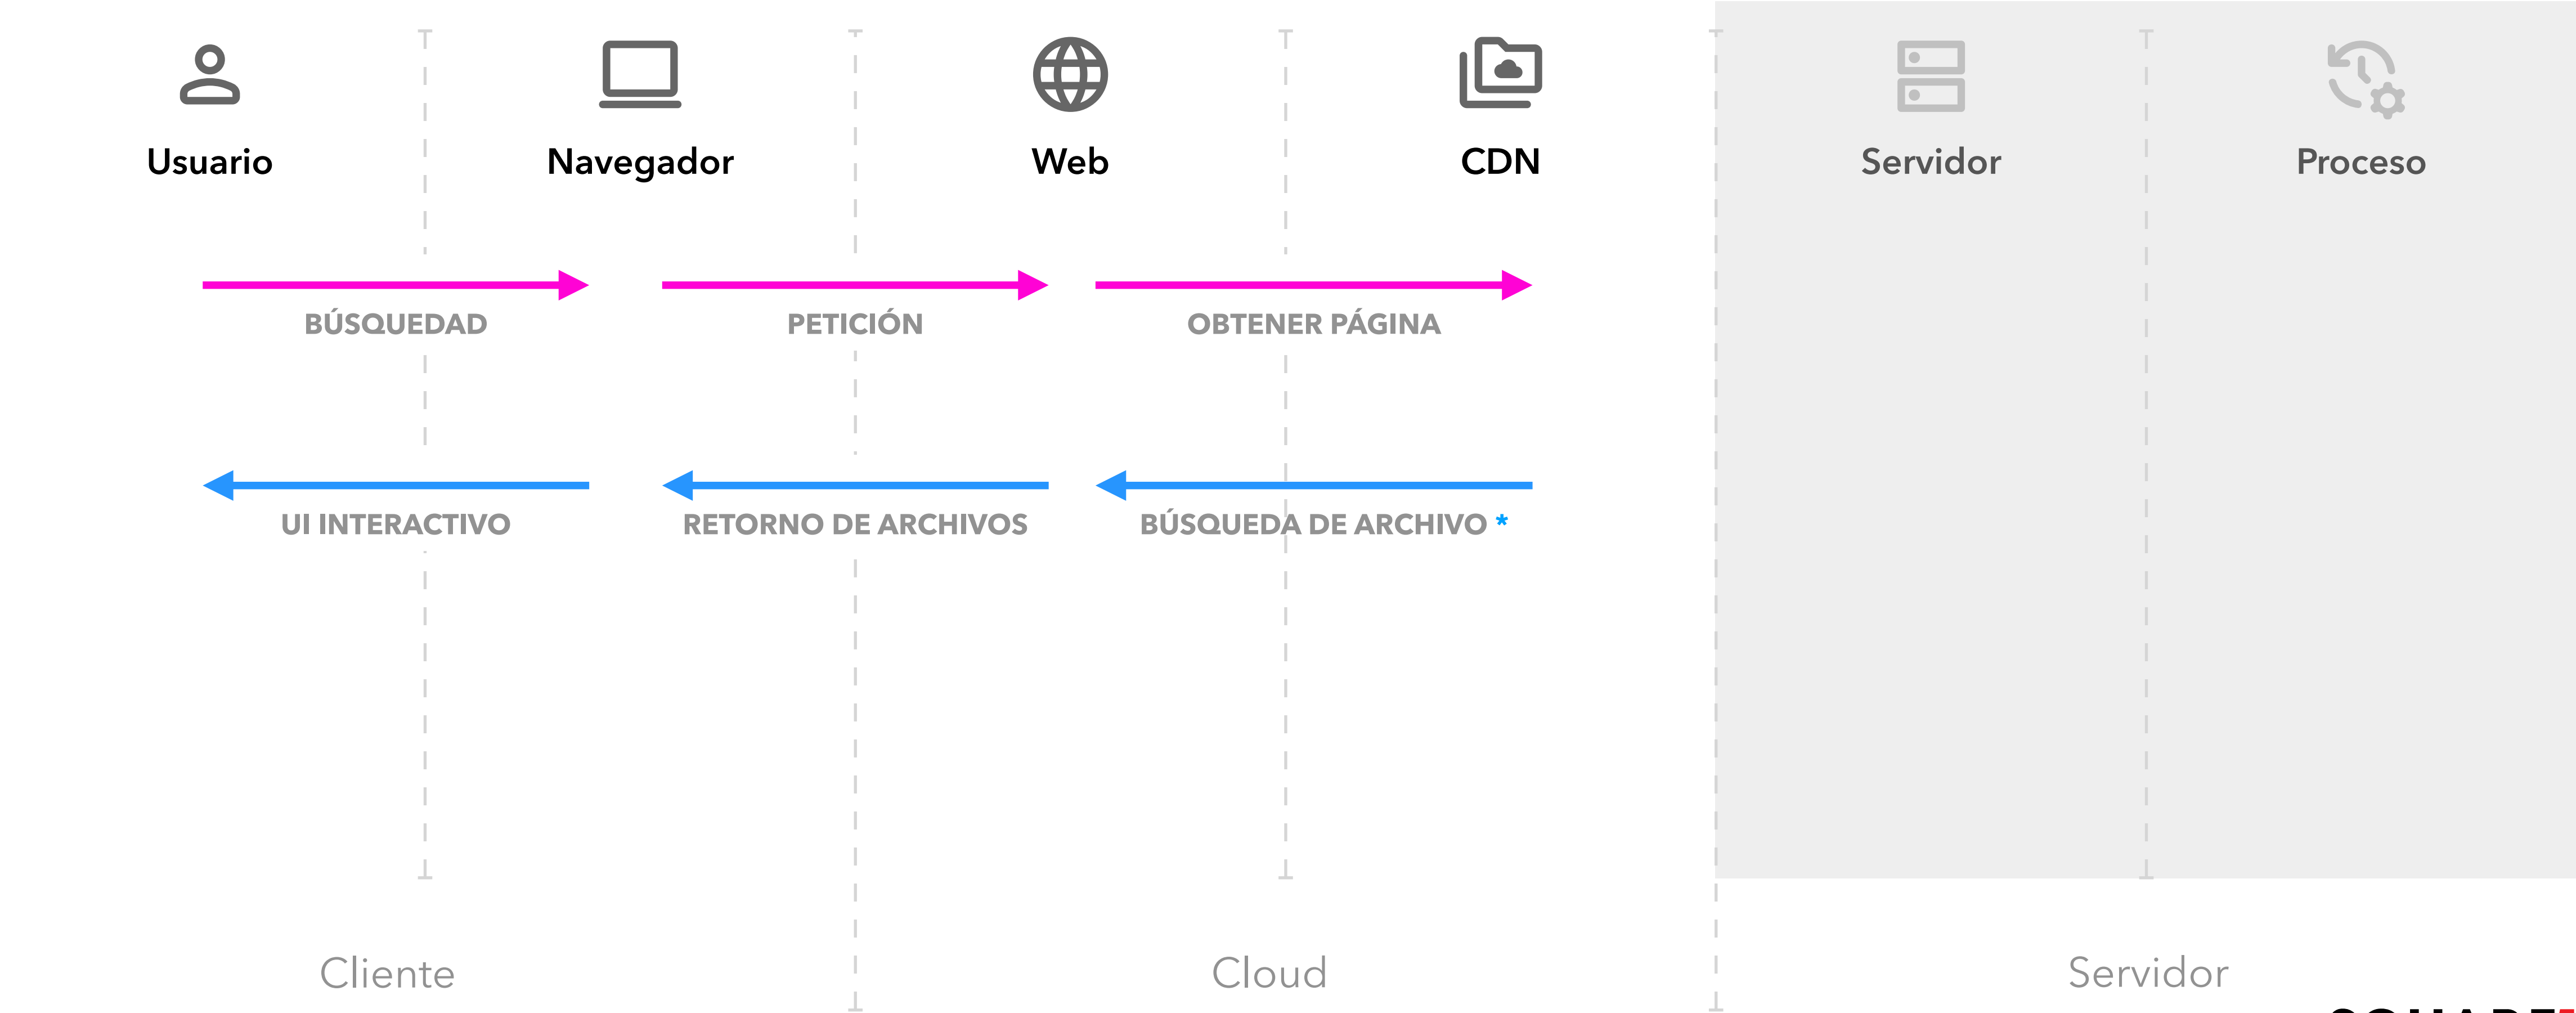 Usuario
Navegador
Web
CDN
Servidor
Proceso
BÚSQUEDAD
PETICIÓN
OBTENER PÁGINA
UI INTERACTIVO
RETORNO DE ARCHIVOS
BÚSQUEDA DE ARCHIVO *
Cliente
Cloud
Servidor